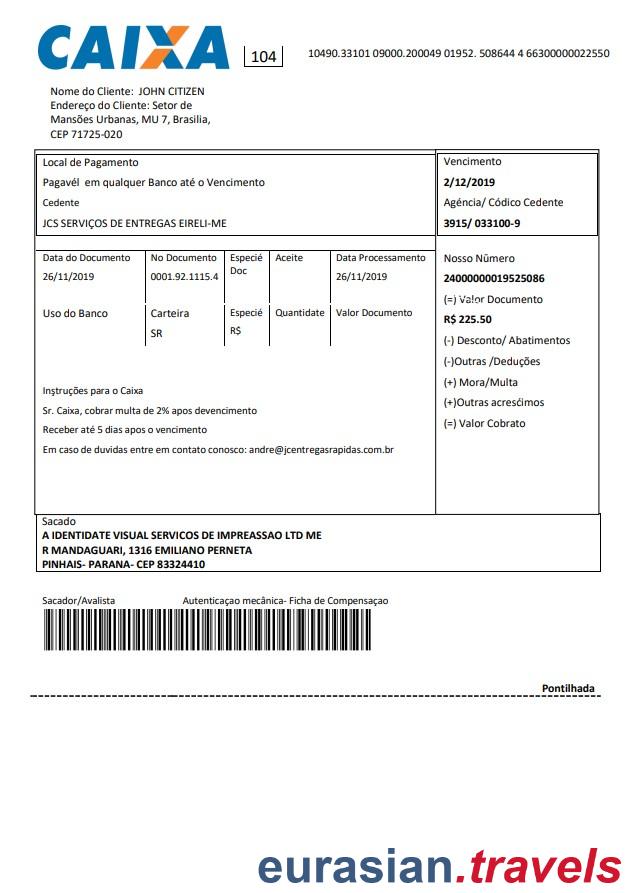 CAIXA
104
10490.33101 09000.200049 01952. 508644 4 66300000022550
Nome do Cliente: JOHN CITIZEN
Endereço do Cliente: Setor de
Mansões Urbanas, MU 7, Brasilia,
CEP 71725-020
Local de Pagamento
Pagavél em qualquer Banco até o Vencimento
Cedente
JCS SERVIÇOS DE ENTREGAS EIRELI-ME
Vencimento
2/12/2019
Agéncia/ Códico Cedente
3915/ 033100-9
Data do Documento
26/11/2019
No Documento
0001.92.1115.4
Especié
Doc
Aceite
Data Processamento
26/11/2019
Uso do Banco
Carteira
SR
Especié
R$
Quantidate
Valor Documento
Nosso Número
24000000019525086
(=) Valor Documento
R$ 225.50
(-) Desconto/ Abatimentos
(-)Outras /Deduções
(+) Mora/Multa
(+)Outras acrescimos
(=) Valor Cobrato
Instruções para o Caixa
Sr. Caixa, cobrar multa de 2% apos devencimento
Receber até 5 dias apos o vencimento
Em caso de duvidas entre em contato conosco: andre@jcentregasrapidas.com.br
Sacado
A IDENTIDATE VISUAL SERVICOS DE IMPREASSAO LTD ME
R MANDAGUARI, 1316 EMILIANO PERNETA
PINHAIS- PARANA- CEP 83324410
Sacador/Avalista
Autenticaçao mecânica- Ficha de Compensaçao
Pontilhada
eurasian.travels